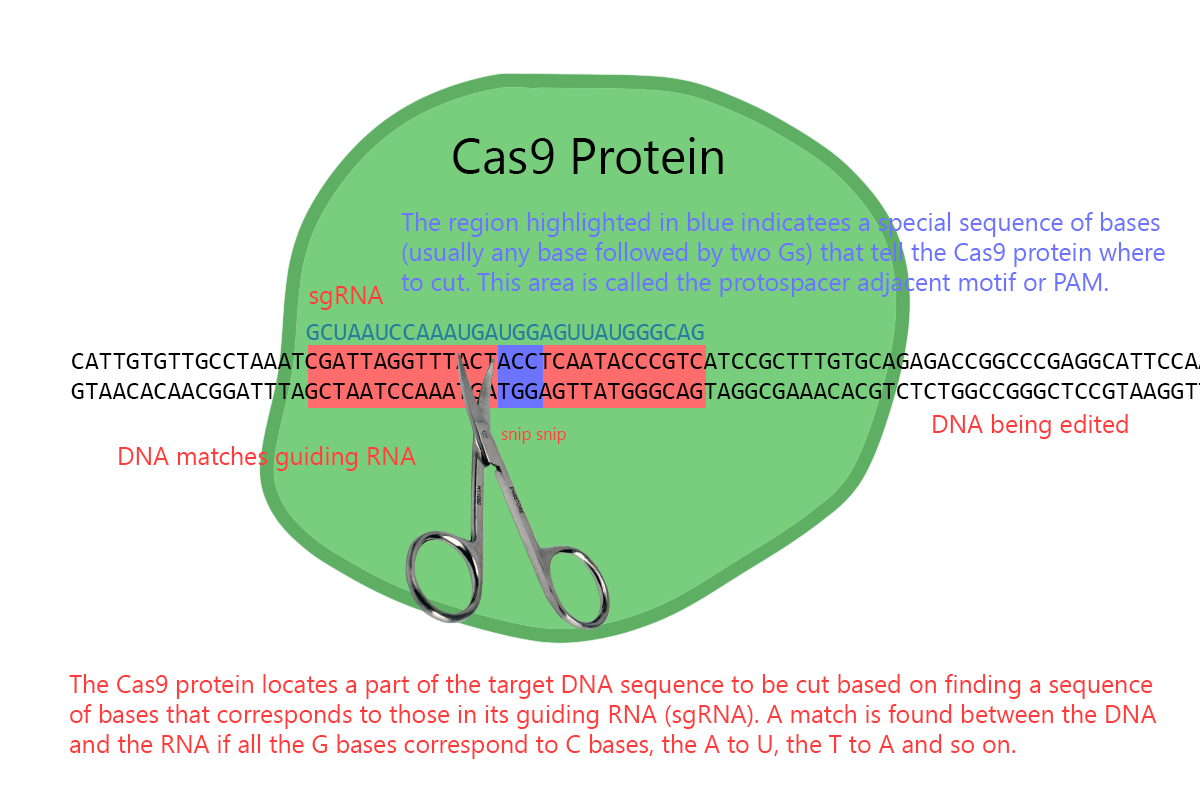 Cas9 Protein
The region highlighted in blue indicatees a special sequence of bases
(usually any base followed by two Gs) that tell the Cas9 protein where
to cut. This area is called the protospacer adjacent motif or PAM.
sgRNA
GCUAAUCCAAAUGAUGGAGUUAUGGGCAG
CATTGTGTTGCCTAAATCGATTAGGTTTACTACCTCAATACCCGTCATCCGCTTTGTGCAGAGACCGGCCCGAGGCATTCCA
GTAACACAACGGATTTAGCTAATCCAAATGATGGAGTTATGGGCAGTAGGCGAAACACGTCTCTGGCCGGGCTCCGTAAGGT
DNA being edited
snip snip
DNA matches guiding RNA
The Cas9 protein locates a part of the target DNA sequence to be cut based on finding a sequence
of bases that corresponds to those in its guiding RNA (sgRNA). A match is found between the DNA
and the RNA if all the G bases correspond to C bases, the A to U, the T to A and so on.